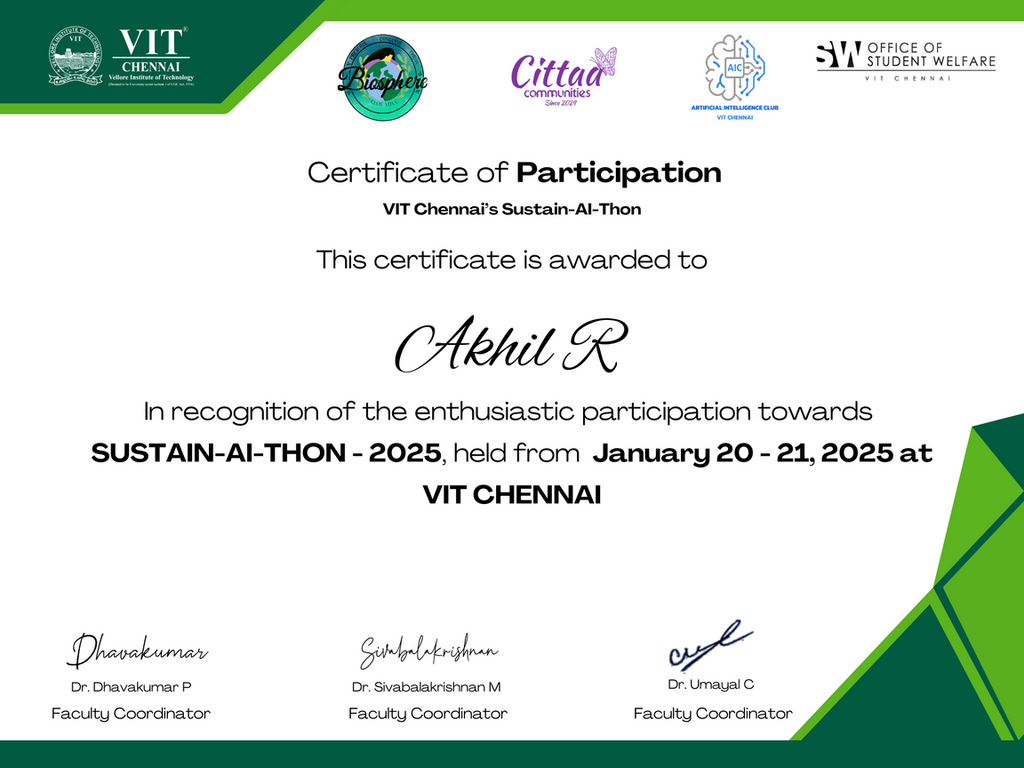 VIT®
CHENNAI
Vellore Institute of Technology
(Deemed to be University under section 3 of UGC Act, 1956)
VIT
Biosphere
Cittaa
communities
Since 2024
AIC
ARTIFICIAL INTELLIGENCE CLUB
VIT CHENNAI
SW OFFICE OF
STUDENT WELFARE
VIT CHENNAI
Certificate of Participation
VIT Chennai’s Sustain-AI-Thon
This certificate is awarded to
Akhil R
In recognition of the enthusiastic participation towards
SUSTAIN-AI-THON - 2025, held from January 20 - 21, 2025 at
VIT CHENNAI
Dhavakumar
Sivabalakrishnan
Dr. Dhavakumar P
Dr. Sivabalakrishnan M
Dr. Umayal C
Faculty Coordinator
Faculty Coordinator
Faculty Coordinator